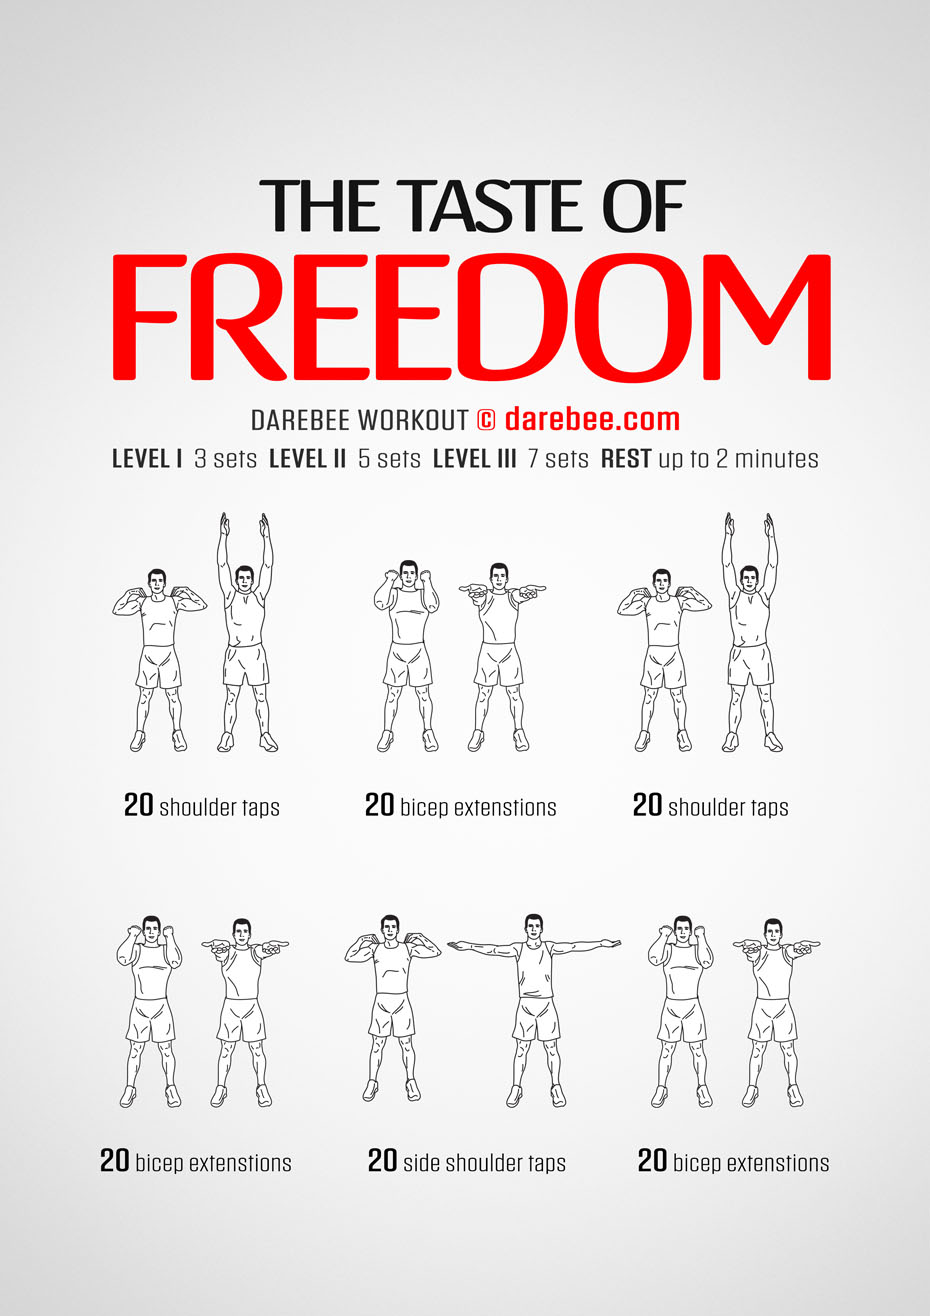 THE TASTE OF
FREEDOM
DAREBEE WORKOUT © darebee.com
LEVEL I 3 sets LEVEL II 5 sets LEVEL III 7 sets REST up to 2 minutes
20 shoulder taps
20 bicep extenstions
20 shoulder taps
20 bicep extenstions
20 side shoulder taps
20 bicep extenstions